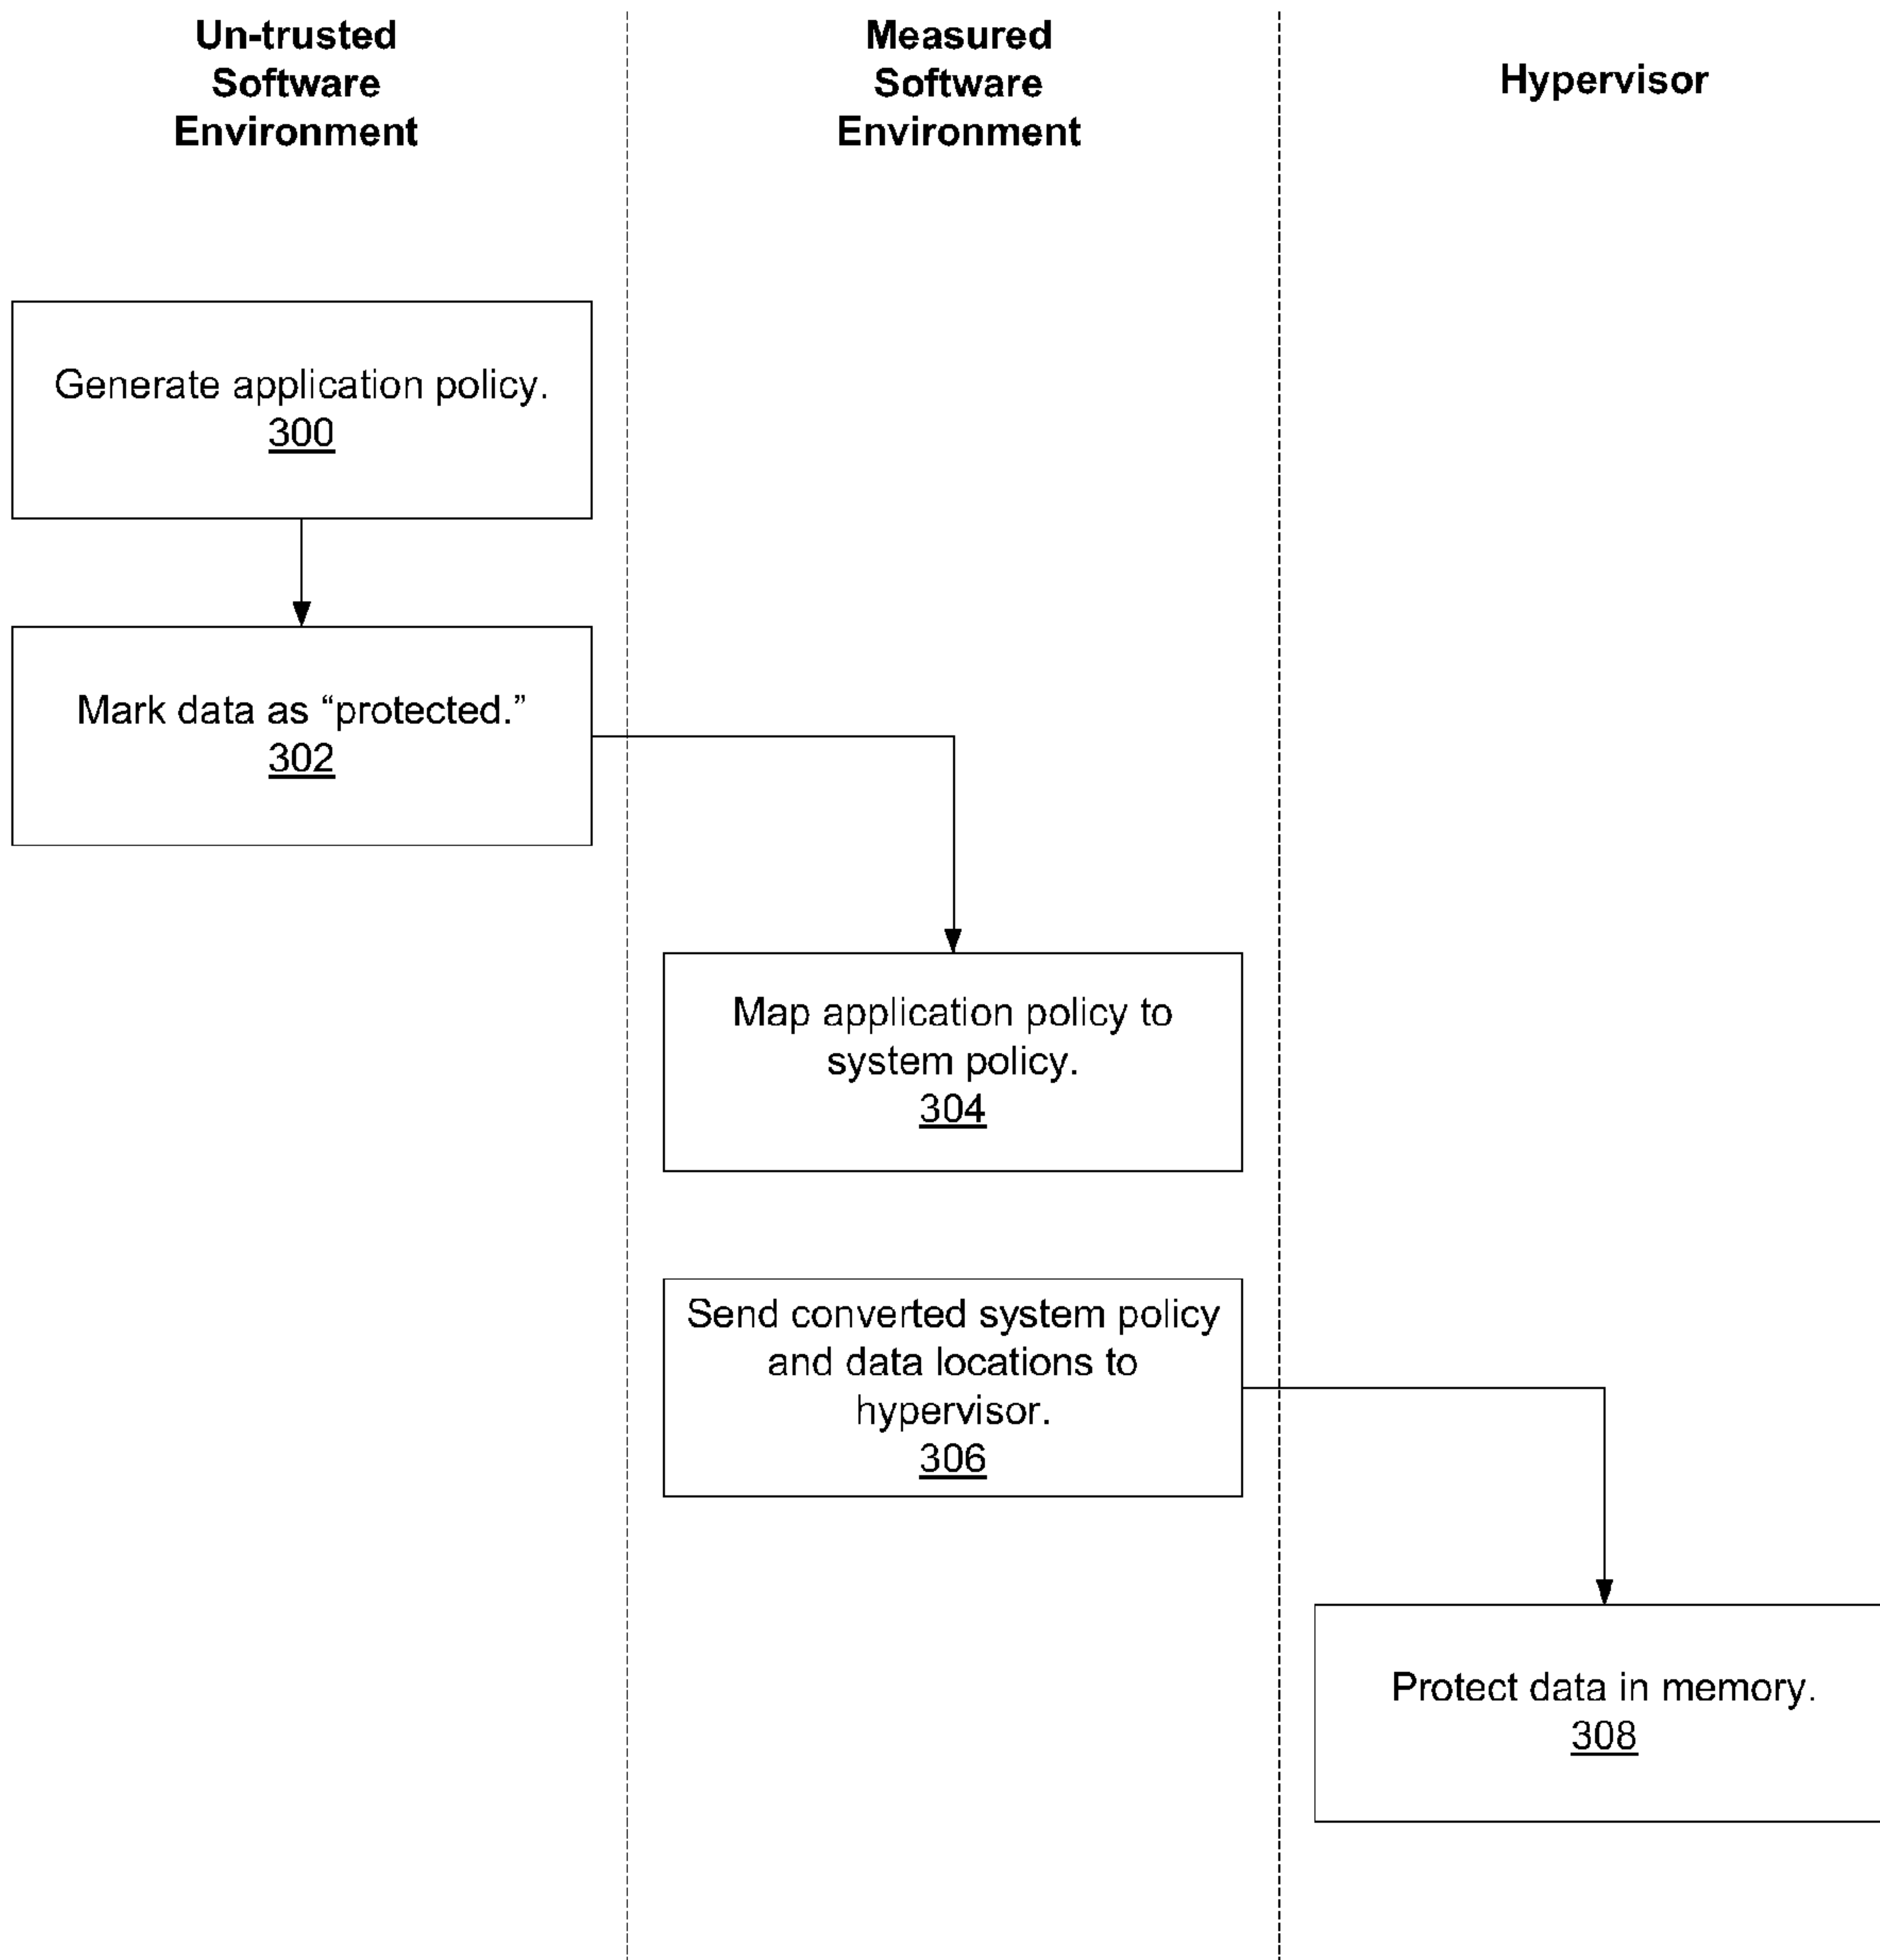 Un-trusted
Software
Environment
Measured
Software
Environment
Hypervisor
Generate application policy.
300
Mark data as “protected.”
302
Map application policy to
system policy.
304
Send converted system policy
and data locations to
hypervisor.
306
Protect data in memory.
308